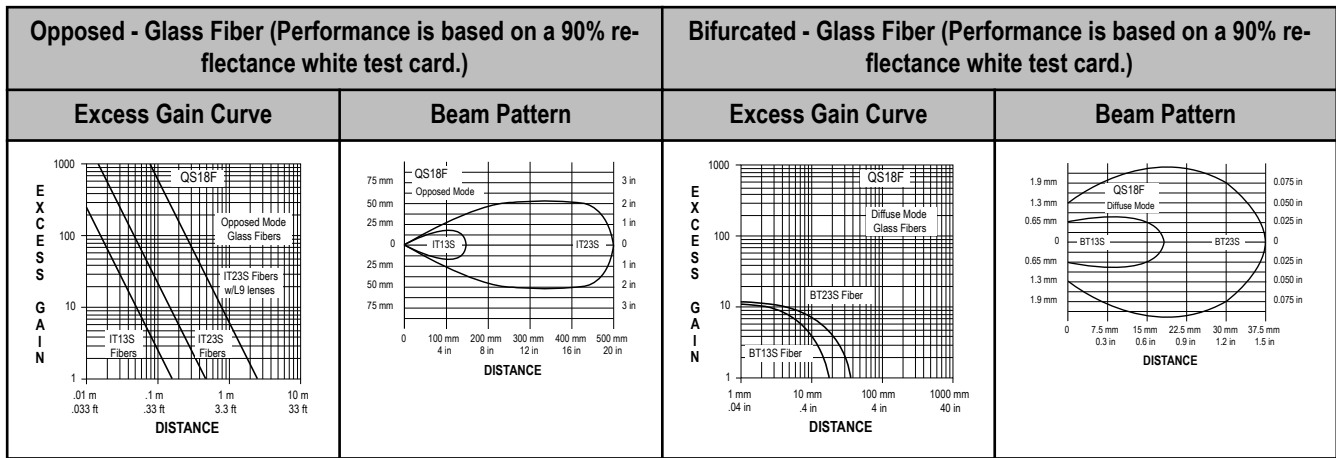 Opposed - Glass Fiber (Performance is based on a 90% re-
flectance white test card.)
Bifurcated - Glass Fiber (Performance is based on a 90% re-
flectance white test card.)
Excess Gain Curve
Beam Pattern
Excess Gain Curve
Beam Pattern
EXCESS GAIN
1000
100
10
1
QS18F
Opposed Mode
Glass Fibers
IT23S Fibers
w/L9 lenses
IT13S
Fibers
IT23S
Fibers
.01 m .1 m 1 m 10 m
.033 ft .33 ft 3.3 ft 33 ft
DISTANCE
QS18F
Opposed Mode
75 mm 3 in
50 mm 2 in
25 mm 1 in
0 IT13S IT23S 0
25 mm 1 in
50 mm 2 in
75 mm 3 in
0 100 mm 200 mm 300 mm 400 mm 500 mm
4 in 8 in 12 in 16 in 20 in
DISTANCE
EXCESS GAIN
1000
100
10
1
QS18F
Diffuse Mode
Glass Fibers
BT23S Fiber
BT13S Fiber
1 mm 10 mm 100 mm 1000 mm
.04 in .4 in 4 in 40 in
DISTANCE
QS18F
Diffuse Mode
1.9 mm 0.075 in
1.3 mm 0.050 in
0.65 mm 0.025 in
0 BT13S BT23S 0
0.65 mm 0.025 in
1.3 mm 0.050 in
1.9 mm 0.075 in
0 7.5 mm 15 mm 22.5 mm 30 mm 37.5 mm
0.3 in 0.6 in 0.9 in 1.2 in 1.5 in
DISTANCE